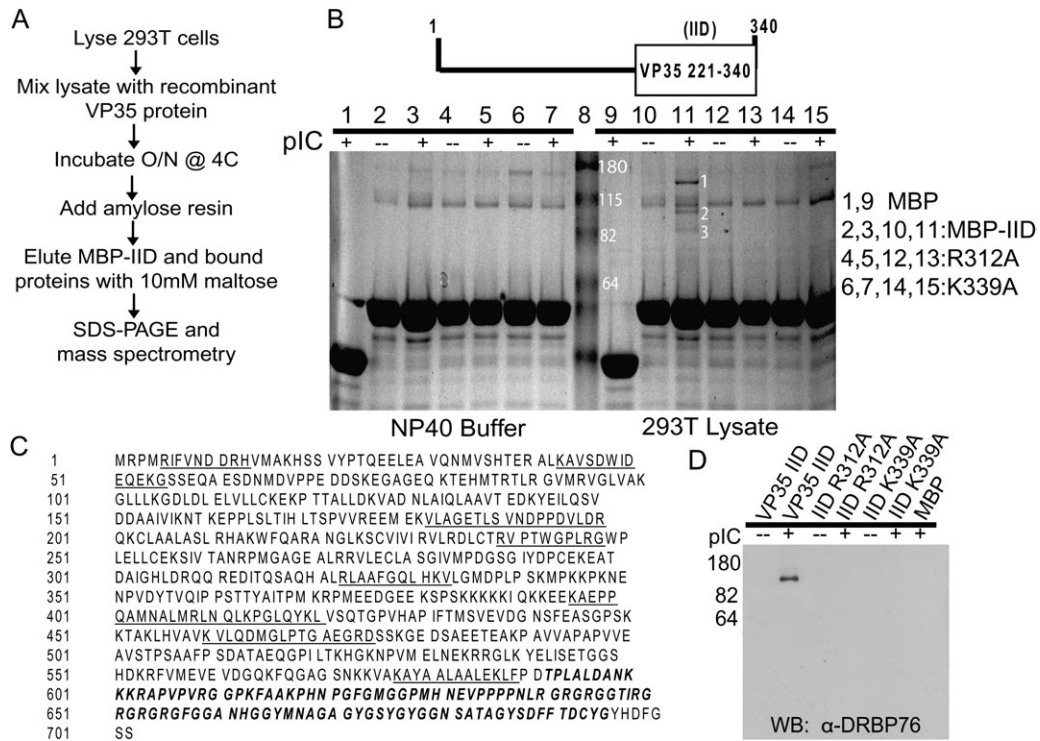 A
Lyse 293T cells
Mix lysate with recombinant
VP35 protein
Incubate O/N @ 4C
Add amylose resin
Elute MBP-IID and bound
proteins with 10mM maltose
SDS-PAGE and
mass spectrometry
B
(IID)
1 340
VP35 221-340
1 2 3 4 5 6 7 8 9 10 11 12 13 14 15
pIC + -- + -- + -- + + -- + -- + -- +
180
115
82
64
1
2
3
3
1,9 MBP
2,3,10,11:MBP-IID
4,5,12,13:R312A
6,7,14,15:K339A
NP40 Buffer 293T Lysate
C
1 MRPMRIFVND DRHVMAKHSS VYPTQEELEA VQNMVSHTER ALKAVSDWID
51 EQEKGSSEQA ESDNMDVPPE DDSKEGAGEQ KTEHMTRTLR GVMRVGLVAK
101 GLLLKGDLDL ELVLLCKEKP TTALLDKVAD NLAIQLAAVT EDKYEILQSV
151 DDAAIVIKNT KEPPLSLTIH LTSPVVREEM EKVLAGETLS VNDPPDVLDR
201 QKCLAALASL RHAKWFQARA NGLKSCVIVI RVLRDLCTRV PTWGPLRGWP
251 LELLCEKSIV TANRPMGAGE ALRRVLECLA SGIVMPDGSG IYDPCEKEAT
301 DAIGHLDRQQ REDITQSAQH ALRLAAFGQL HKVLGMDPLP SKMPKKPKNE
351 NPVDYTVQIP PSTTYAITPM KRPMEEDGEE KSPSKKKKKI QKKEEKAEPP
401 QAMNALMRLN QLKPGLQYKL VSQTGPVHAP IFTMSVEVDG NSFEASGPSK
451 KTAKLHVAVK VLQDMGLPTG AEGRDSSKGE DSAEETEAKP AVVAPAPVVE
501 AVSTPSAAFP SDATAEQGPI LTKHGKNPVM ELNEKRRGLK YELISETGGS
551 HDKRFVMEVE VDGQKFQGAG SNKKVAKAYA ALAALEKLFP DTPLALDANK
601 KKRAPVPVRG GPKFAAKPHN PGFGMGGPMH NEVPPPPNLR GRGRGGTIRG
651 RGRGRGFGGA NHGGYMNAGA GYGSYGYGGN SATAGYSDFF TDCYGYHDFG
701 SS
D
VP35 IID
VP35 IID
IID R312A
IID R312A
IID K339A
IID K339A
MBP
pIC -- + -- + -- + +
180
82
64
WB: α-DRBP76